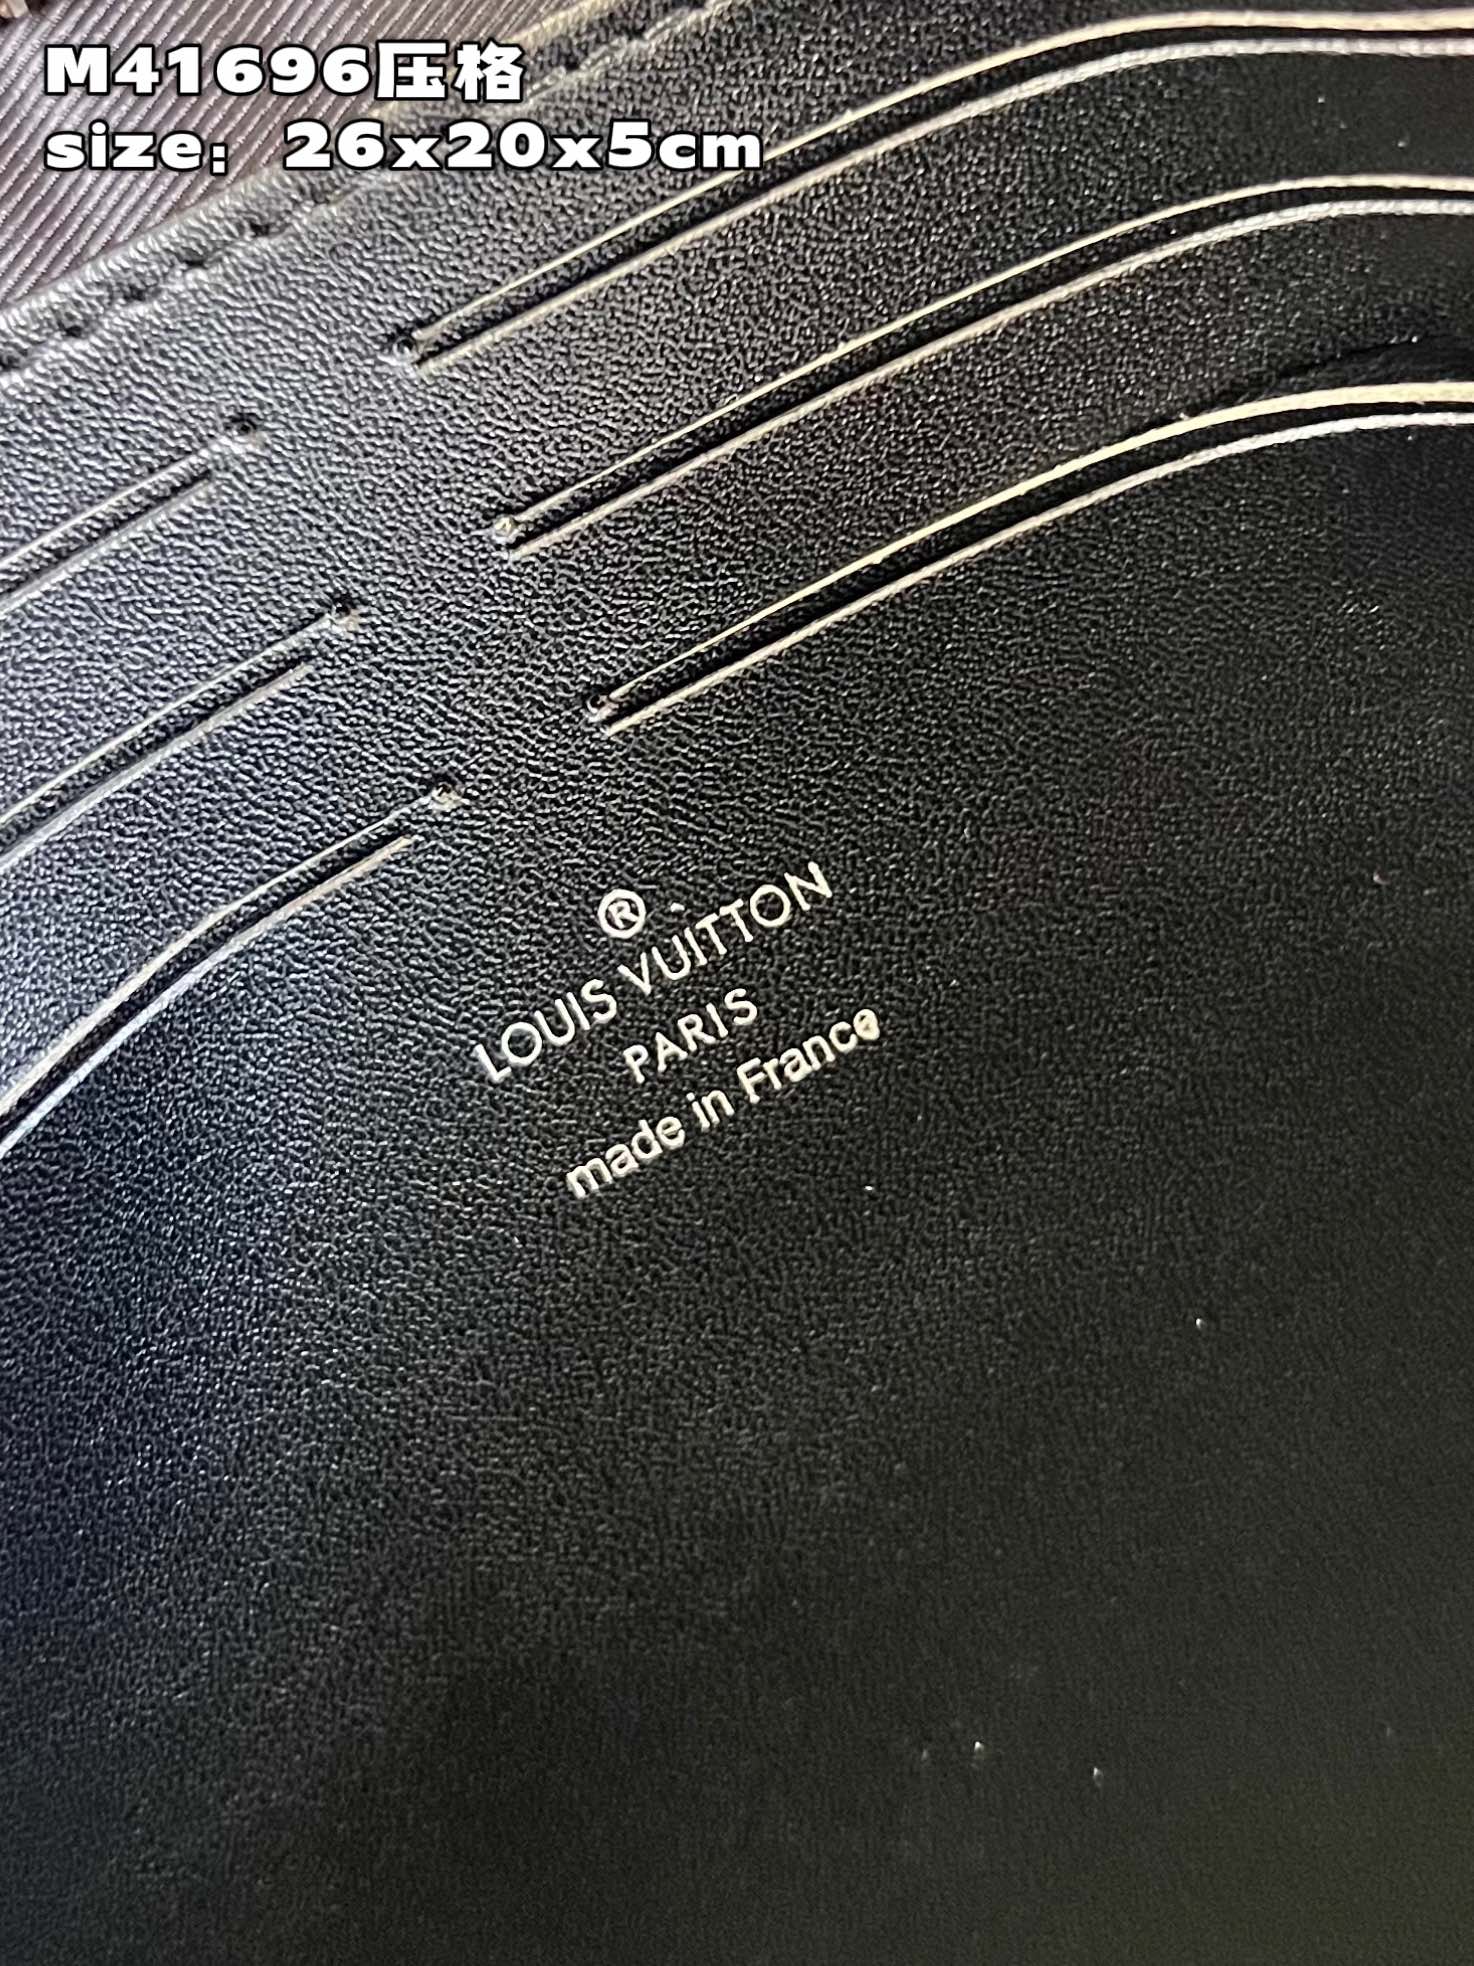 M41696压格
size：26x20x5cm
®
LOUIS VUITTON
PARIS
made in France